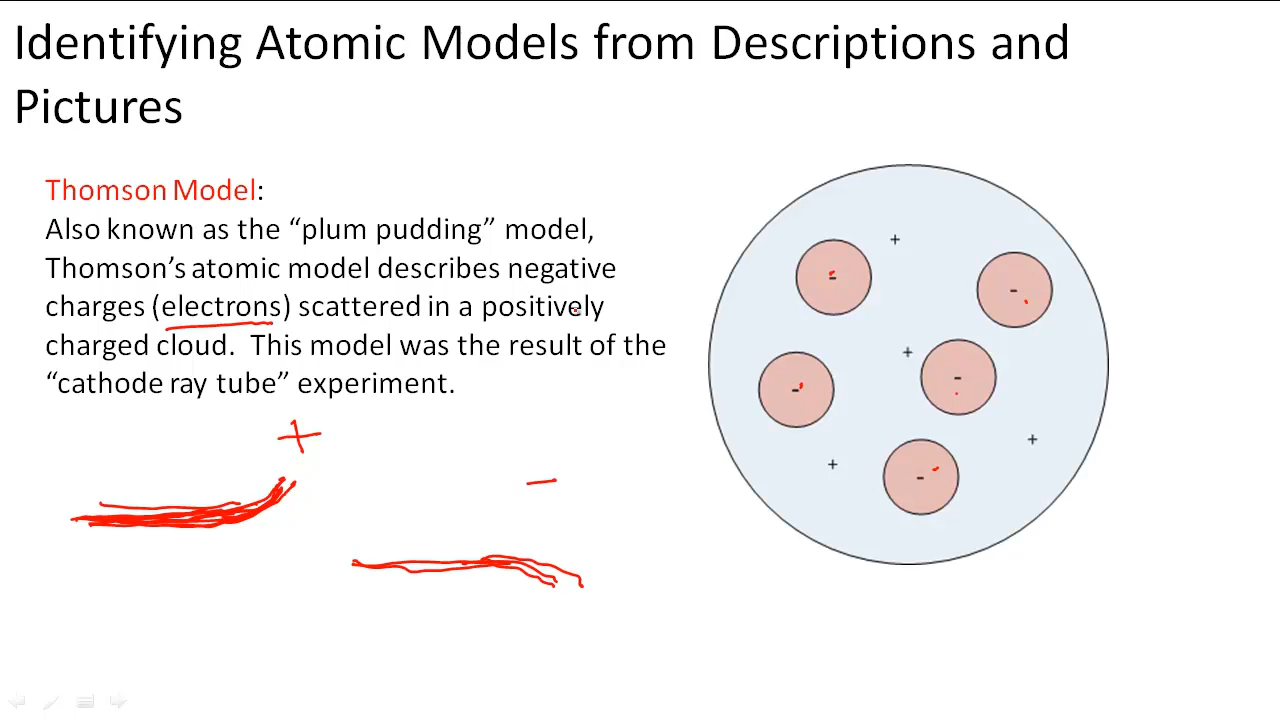 Identifying Atomic Models from Descriptions and
Pictures
Thomson Model:
Also known as the “plum pudding” model,
Thomson’s atomic model describes negative
charges (electrons) scattered in a positively
charged cloud.  This model was the result of the
“cathode ray tube” experiment.
+
-
+
-
-
+
-
-
+
+
-